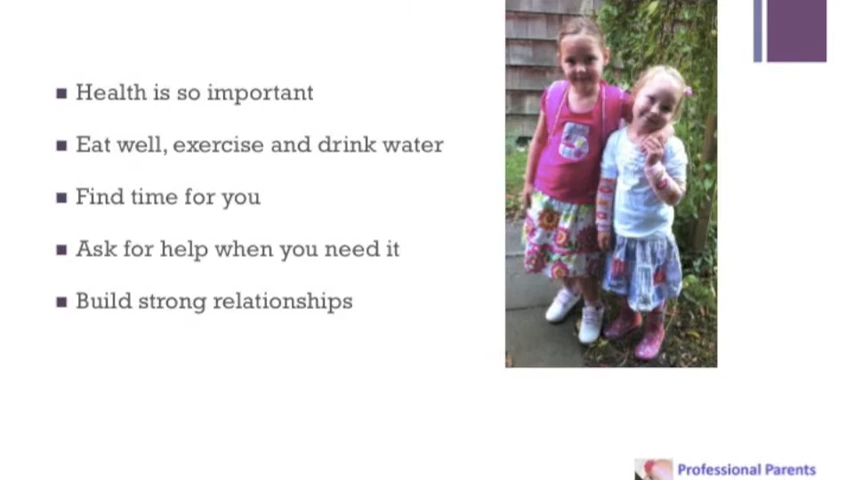 Health is so important
Eat well, exercise and drink water
Find time for you
Ask for help when you need it
Build strong relationships
5
Professional Parents